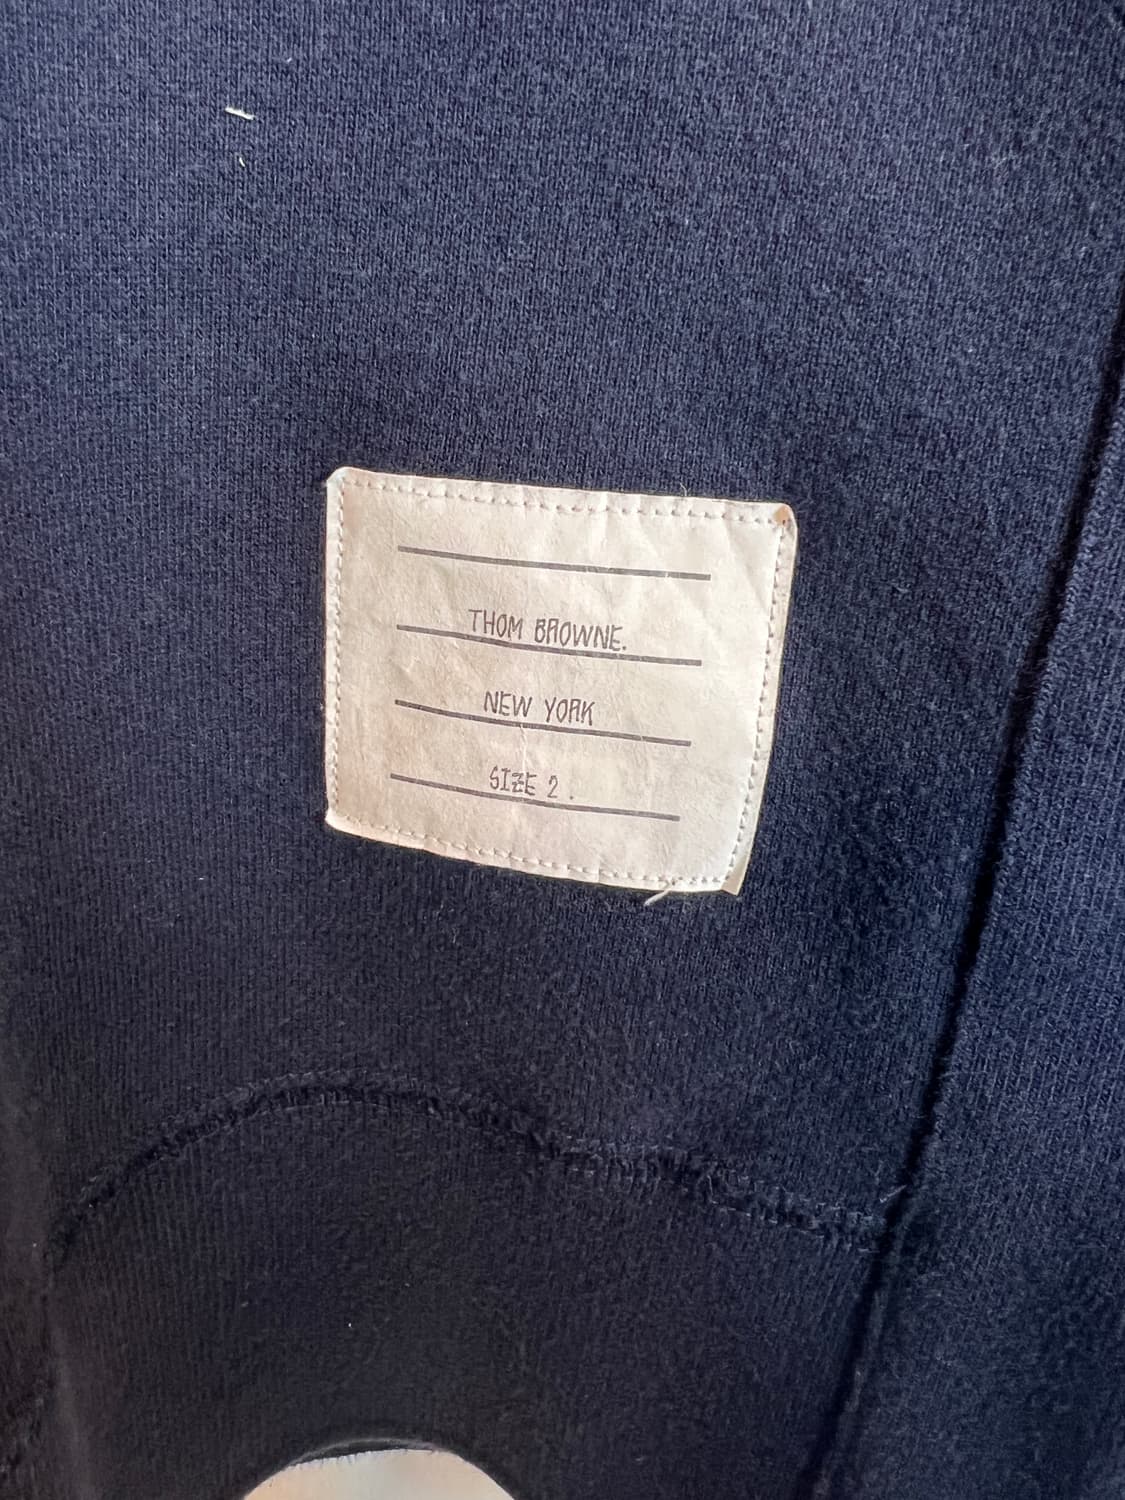 THOM BROWNE.
NEW YORK
SIZE 2 .